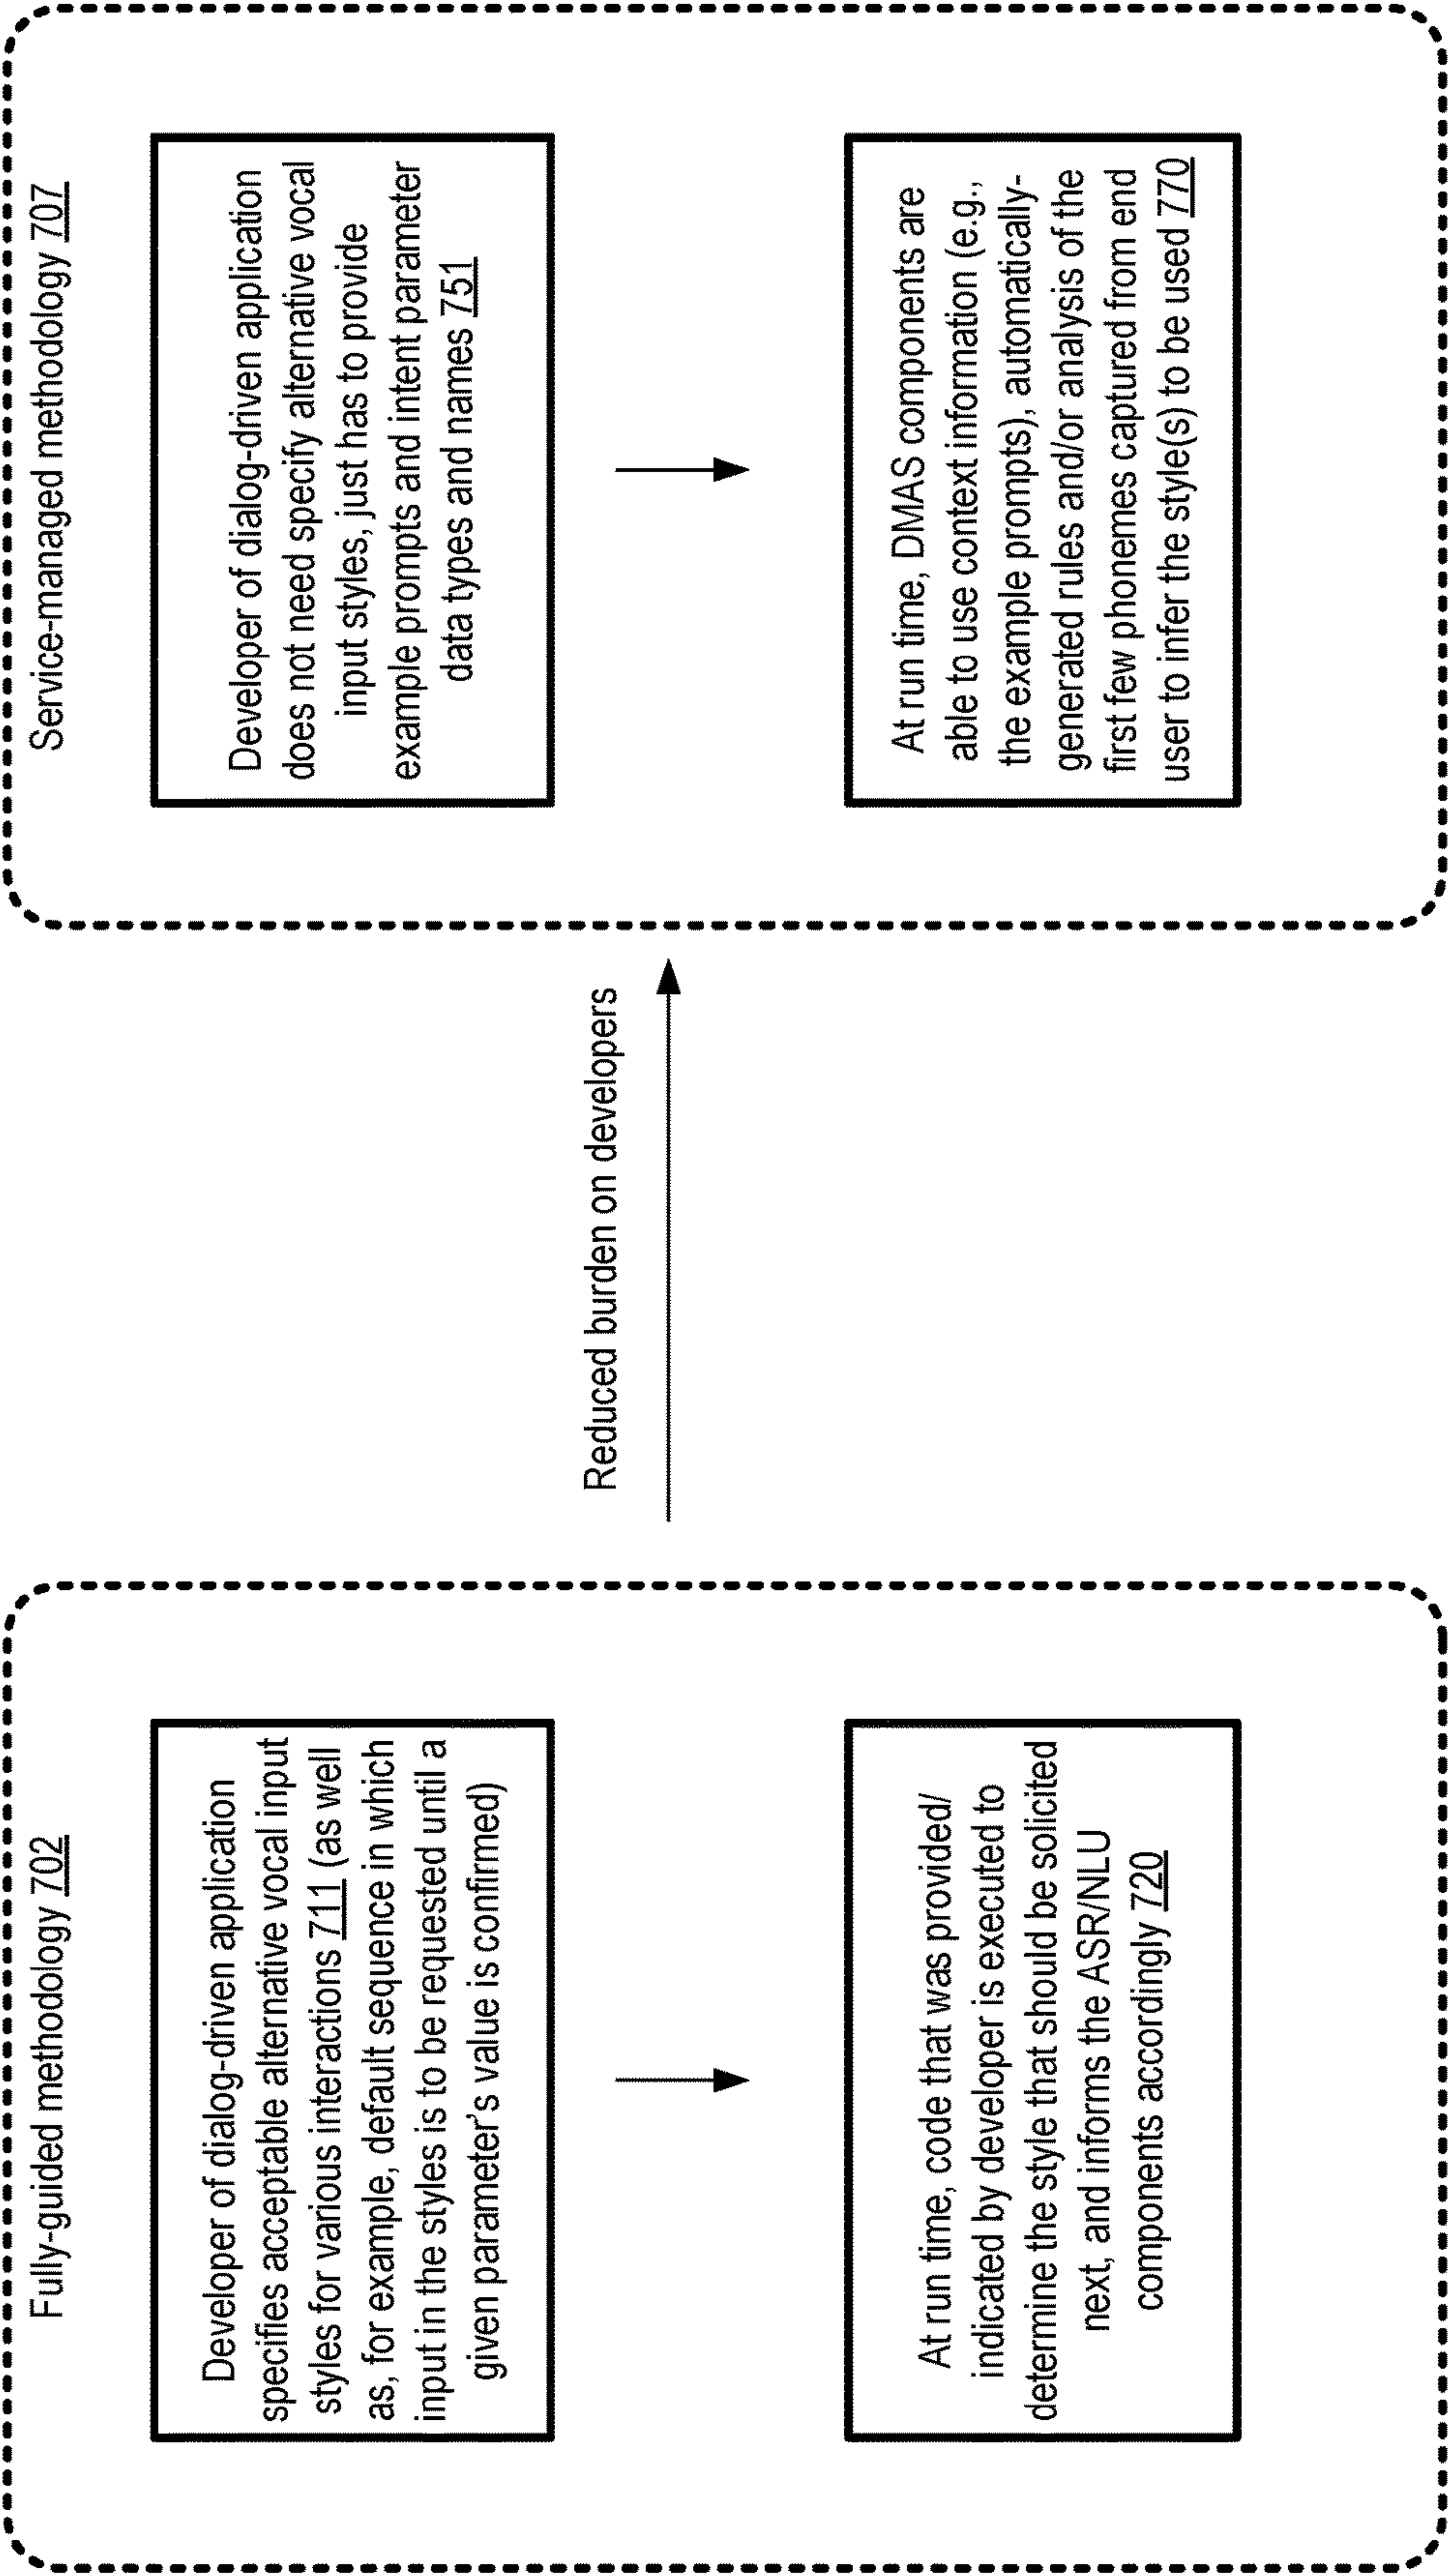 Fully-guided methodology 702
Developer of dialog-driven application
specifies acceptable alternative vocal input
styles for various interactions 711 (as well
as, for example, default sequence in which
input in the styles is to be requested until a
given parameter's value is confirmed)
At run time, code that was provided/
indicated by developer is executed to
determine the style that should be solicited
next, and informs the ASR/NLU
components accordingly 720
Reduced burden on developers
Service-managed methodology 707
Developer of dialog-driven application
does not need specify alternative vocal
input styles, just has to provide
example prompts and intent parameter
data types and names 751
At run time, DMAS components are
able to use context information (e.g.,
the example prompts), automatically-
generated rules and/or analysis of the
first few phonemes captured from end
user to infer the style(s) to be used 770